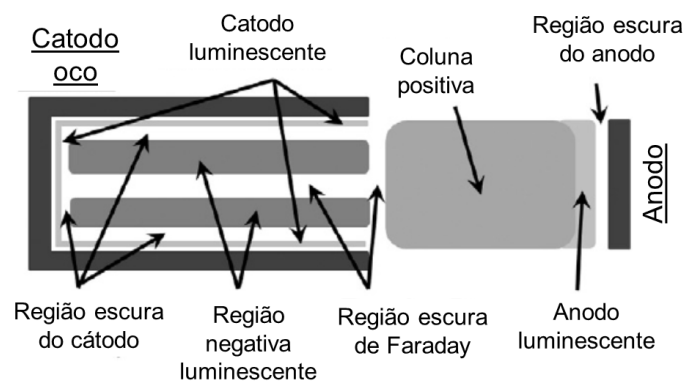 Catodo
oco
Catodo
luminescente
Coluna
positiva
Região escura
do anodo
Anodo
Região escura
do cátodo
Região
negativa
luminescente
Região escura
de Faraday
Anodo
luminescente